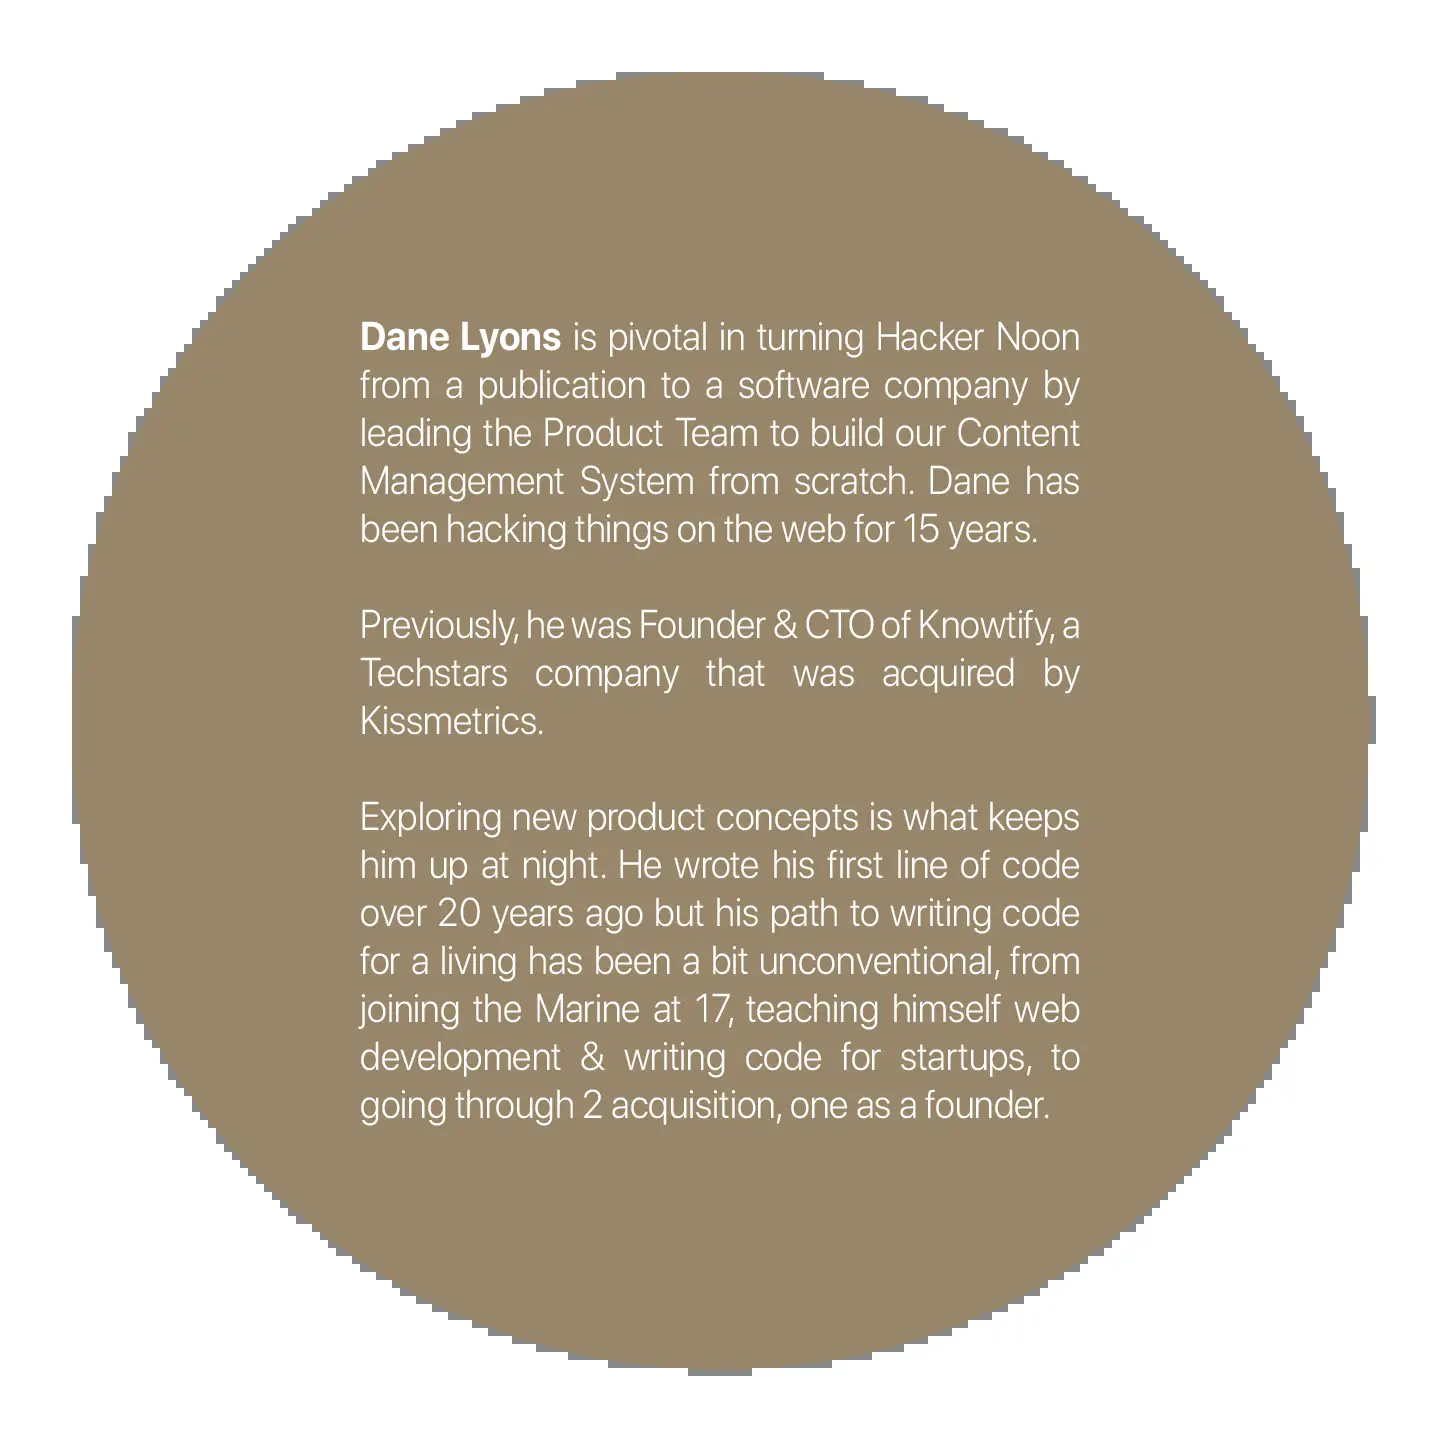 Dane Lyons is pivotal in turning Hacker Noon
from a publication to a software company by
leading the Product Team to build our Content
Management System from scratch. Dane has
been hacking things on the web for 15 years.
Previously, he was Founder & CTO of Knowtify, a
Techstars company that was acquired by
Kissmetrics.
Exploring new product concepts is what keeps
him up at night. He wrote his first line of code
over 20 years ago but his path to writing code
for a living has been a bit unconventional, from
joining the Marine at 17, teaching himself web
development & writing code for startups, to
going through 2 acquisition, one as a founder.